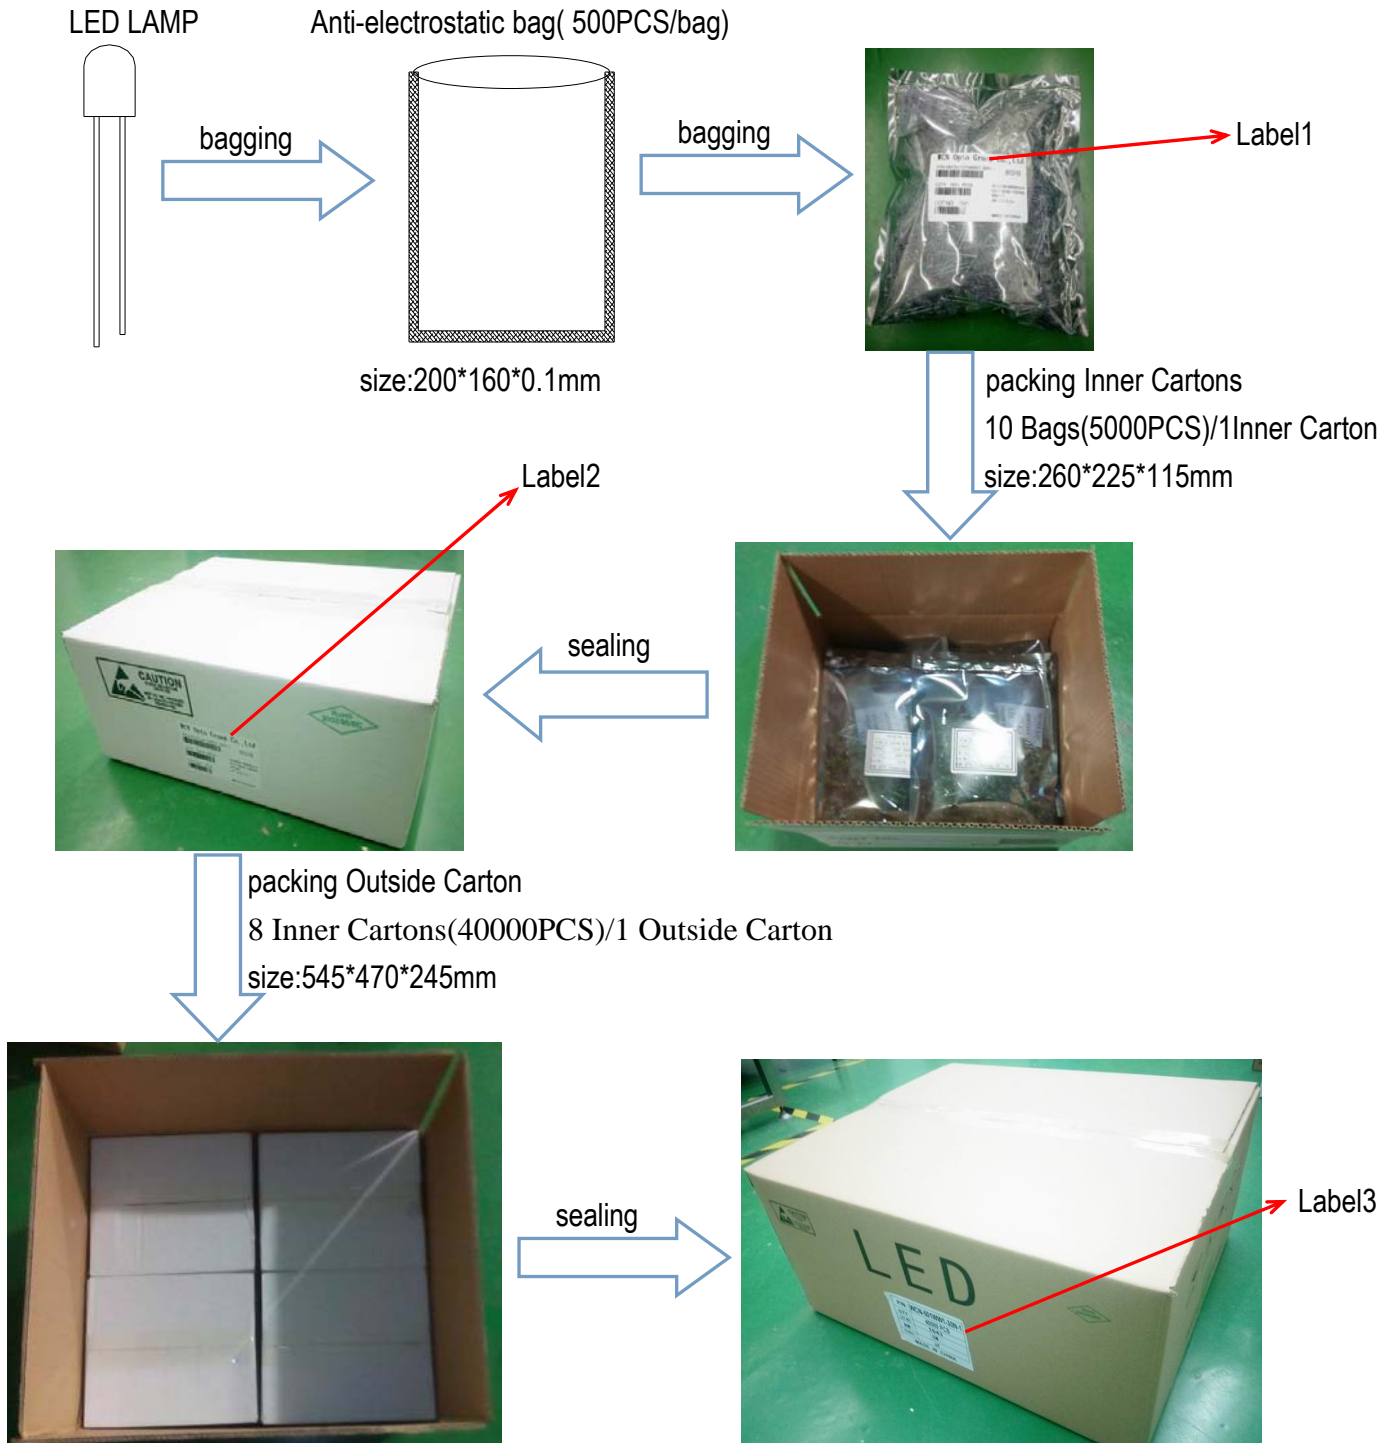 LED LAMP
Anti-electrostatic bag( 500PCS/bag)
bagging
bagging
Label1
size:200*160*0.1mm
packing Inner Cartons
10 Bags(5000PCS)/1Inner Carton
size:260*225*115mm
Label2
sealing
CAUTION
packing Outside Carton
8 Inner Cartons(40000PCS)/1 Outside Carton
size:545*470*245mm
sealing
Label3
LED